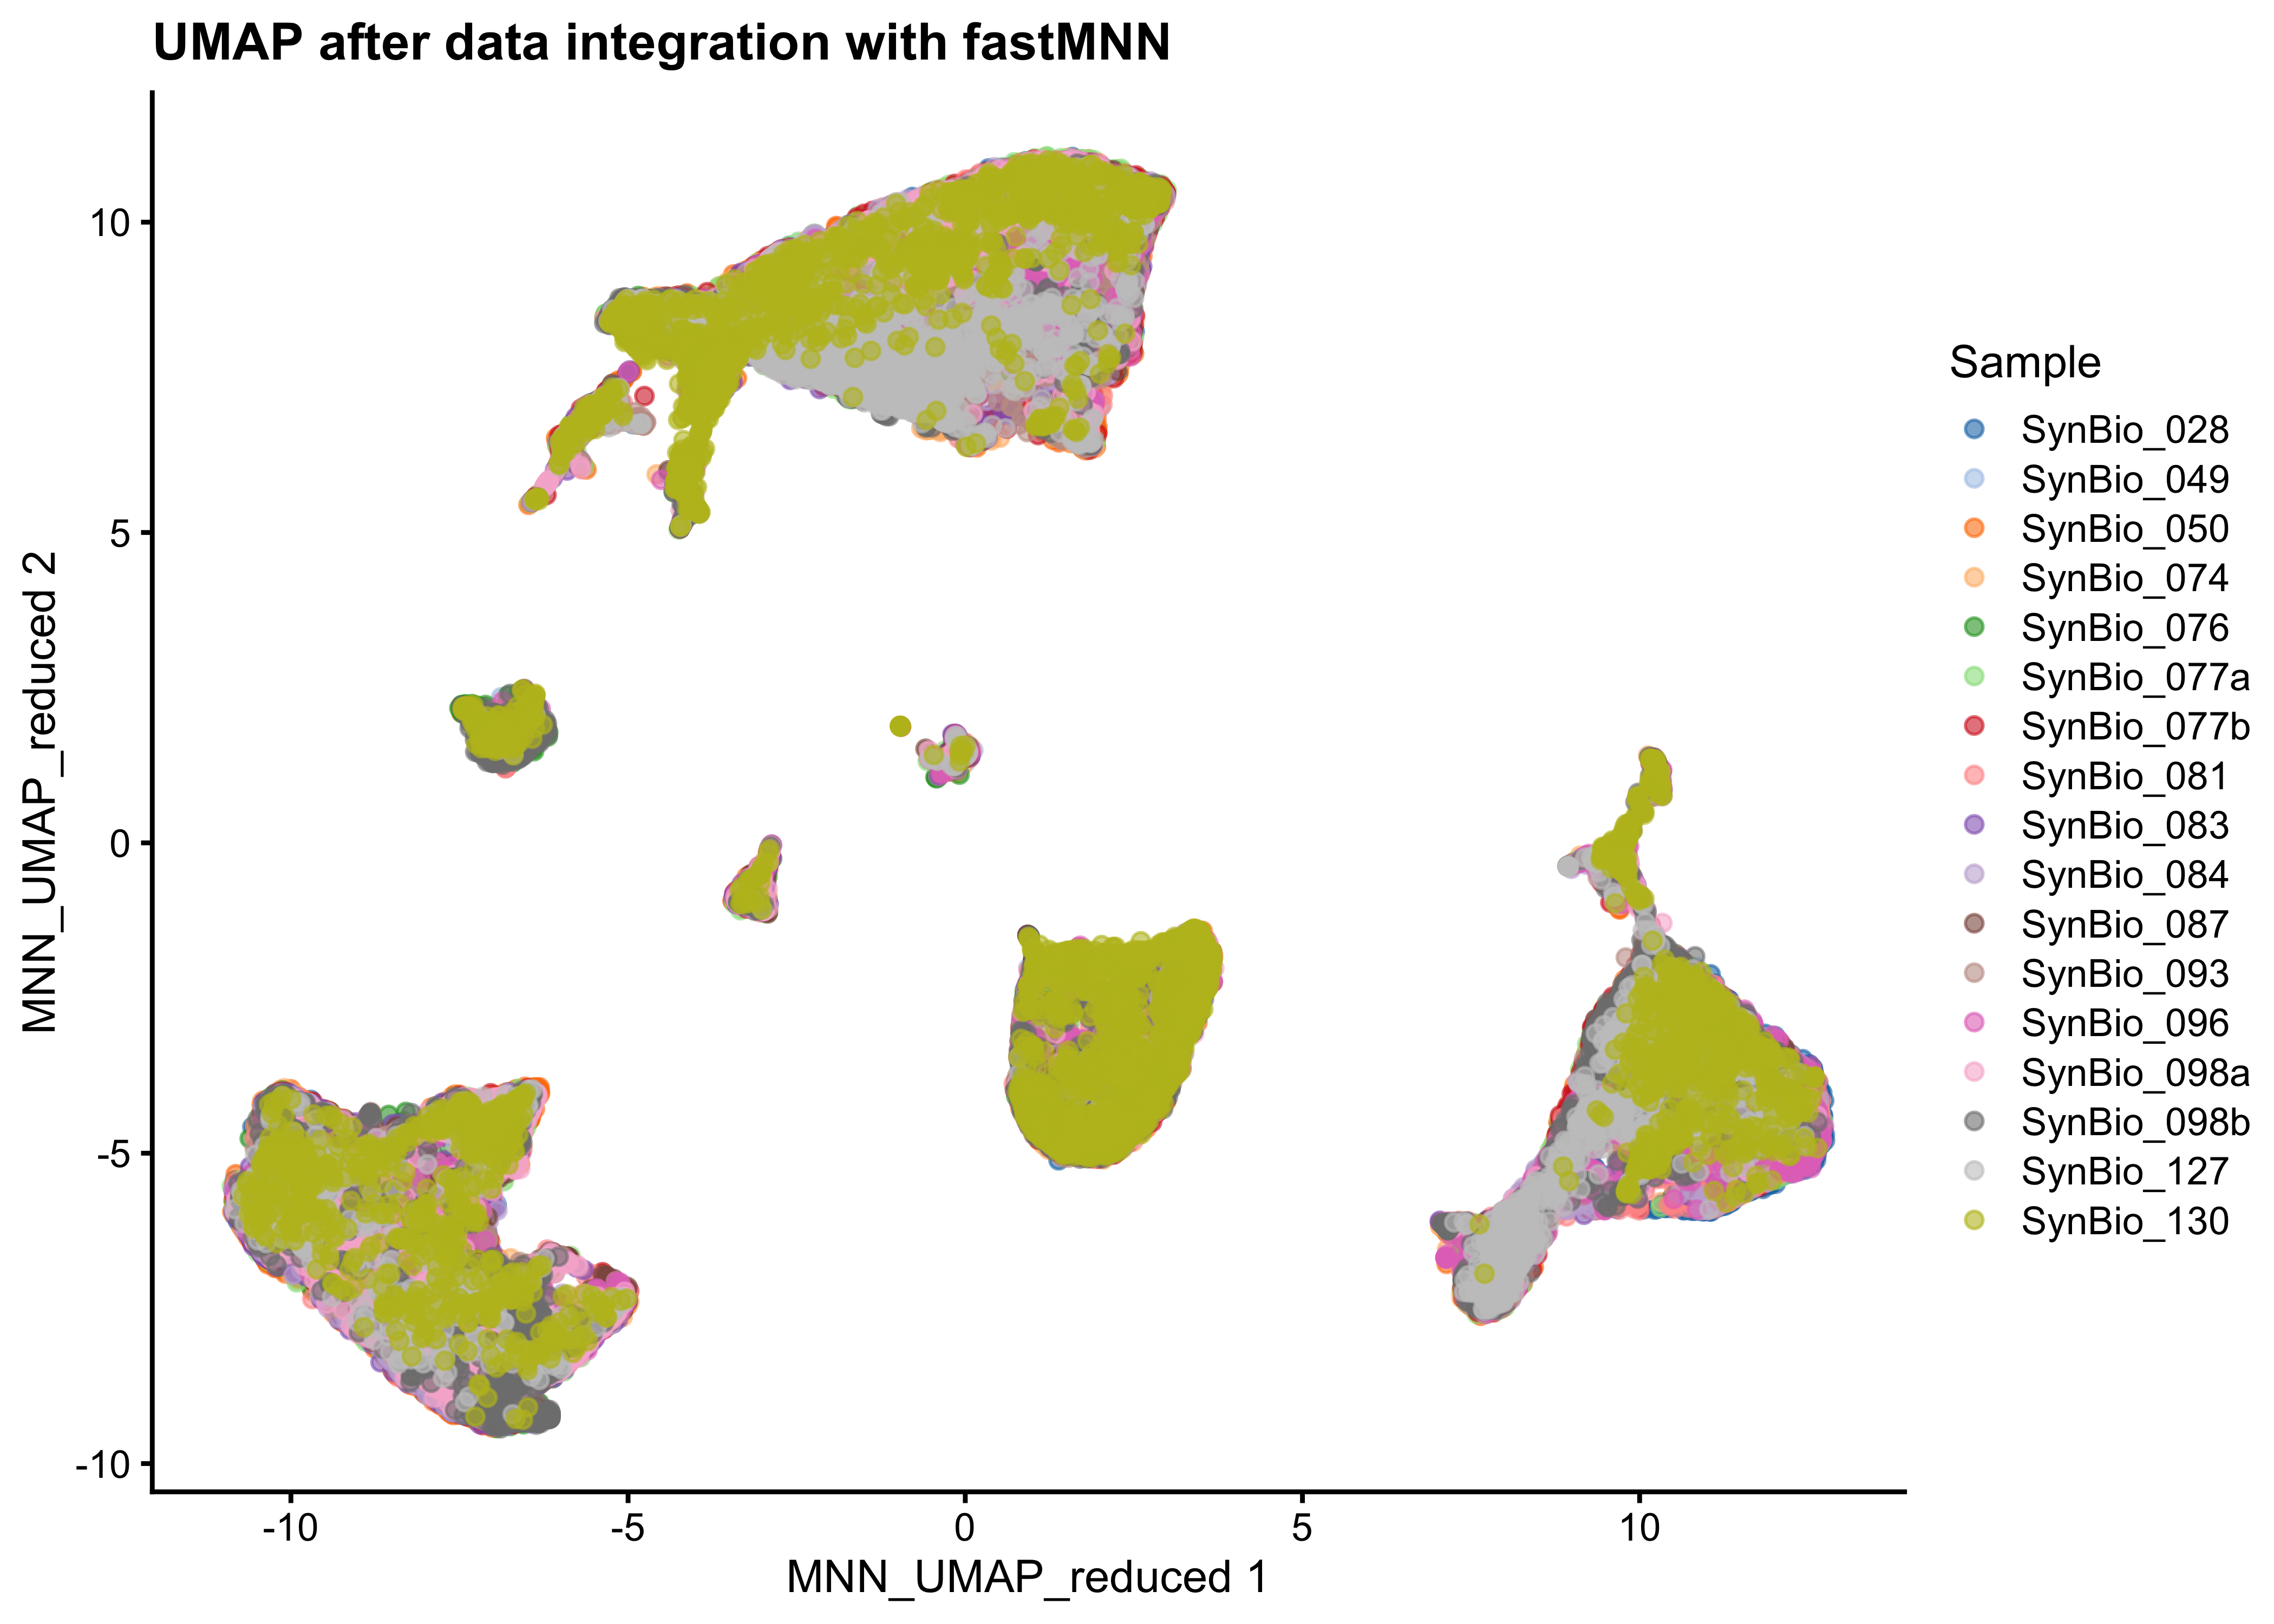 UMAP after data integration with fastMNN
MNN_UMAP_reduced 2
10
5
0
-5
-10
-10
-5
0
5
10
MNN_UMAP_reduced 1
Sample
SynBio_028
SynBio_049
SynBio_050
SynBio_074
SynBio_076
SynBio_077a
SynBio_077b
SynBio_081
SynBio_083
SynBio_084
SynBio_087
SynBio_093
SynBio_096
SynBio_098a
SynBio_098b
SynBio_127
SynBio_130